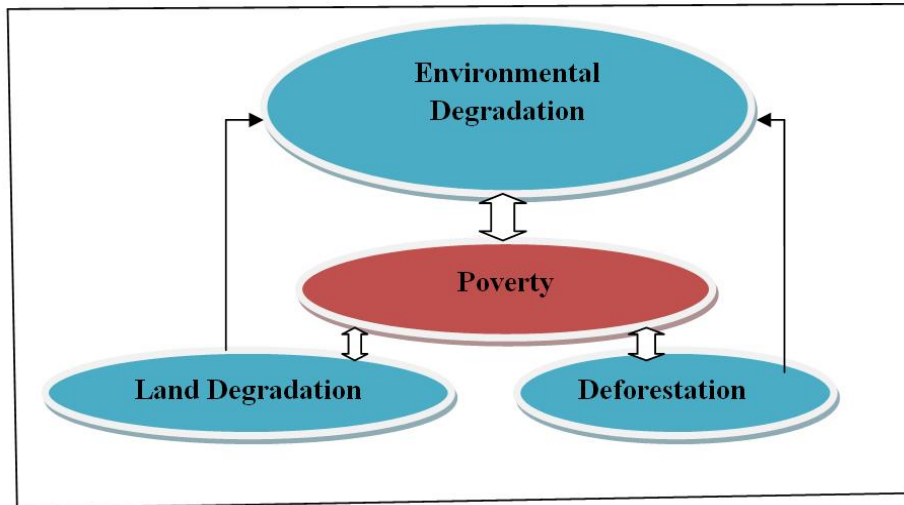 Environmental
Degradation
Poverty
Land Degradation
Deforestation